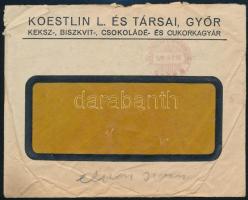 KOESTLIN L. ÉS TÁRSAI, GYŐR
KEKSZ-, BISZKVIT-, CSOKOLÁDÉ- ÉS CUKORKAGYÁR
darabanth